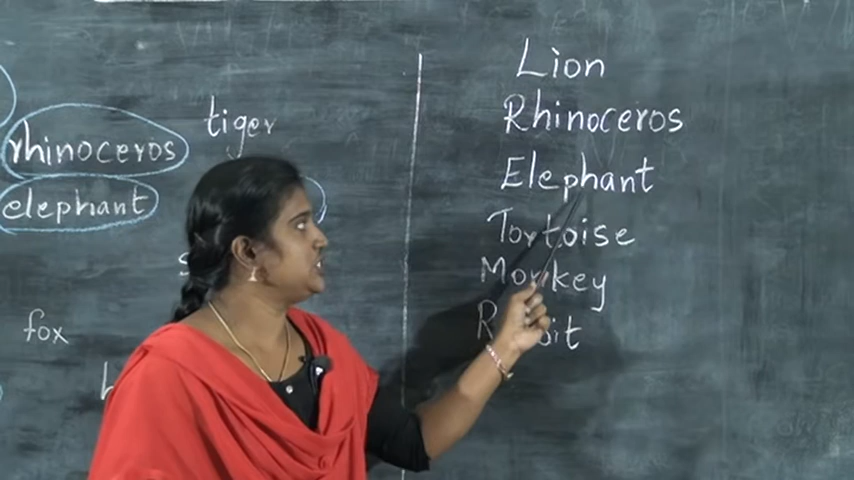 tiger
rhinoceros
elephant
fox
Lion
Rhinoceros
Elephant
Tortoise
Monkey